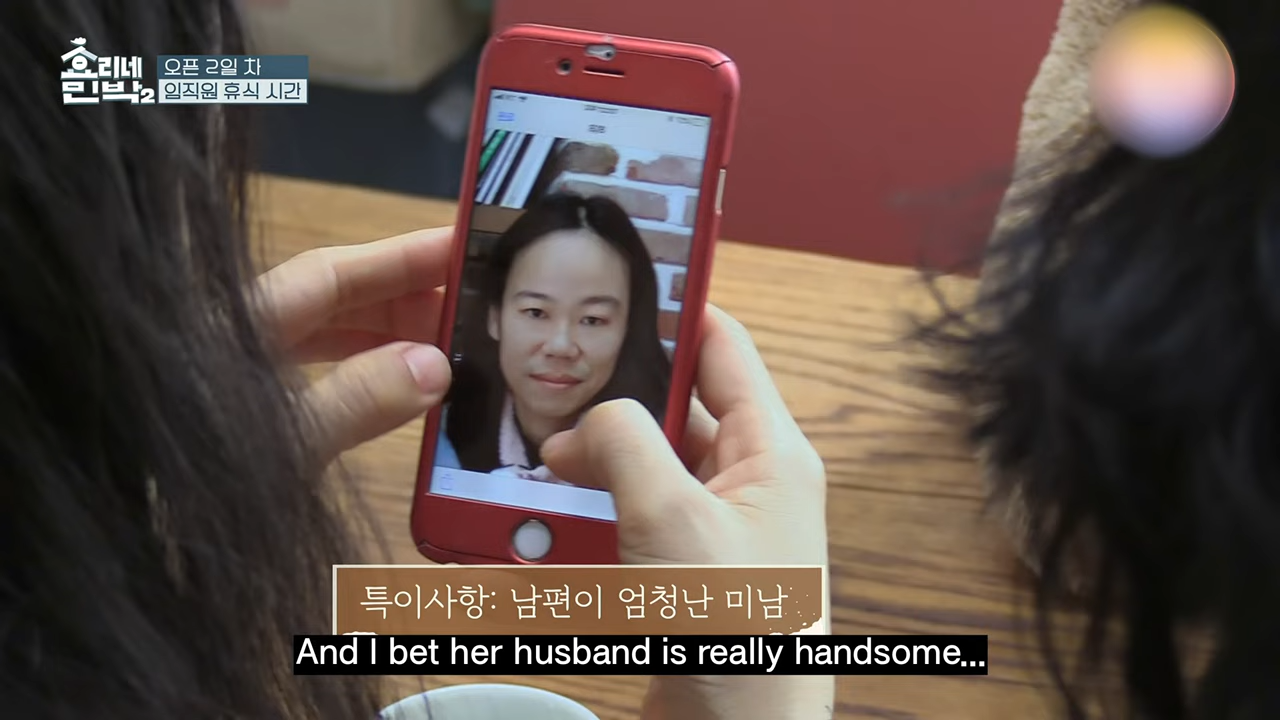 효리네
민박2
오픈 2일 차
임직원 휴식 시간
특이사항: 남편이 엄청난 미남
And I bet her husband is really handsome...